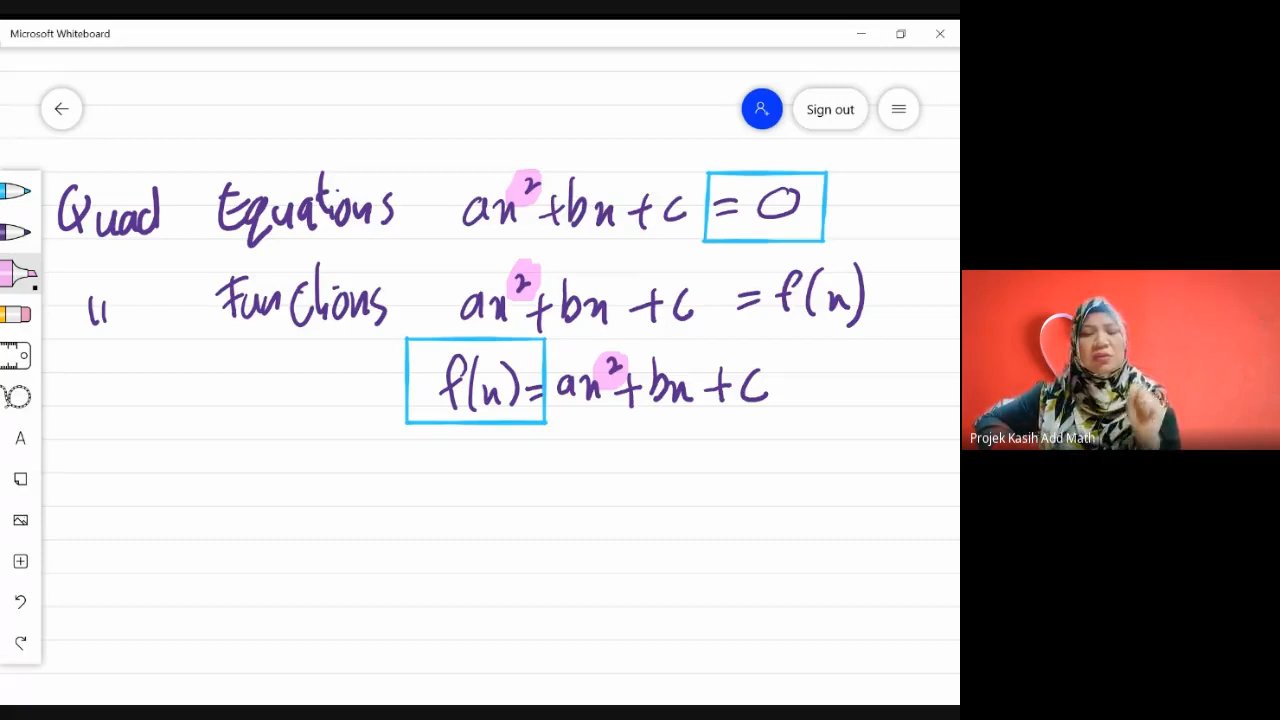 Microsoft Whiteboard
Sign out
Quad Equations ax²+bx+c = 0
" Functions ax²+bx+c = f(x)
f(x)= ax²+bx+c
A
Projek Kasih Add Math